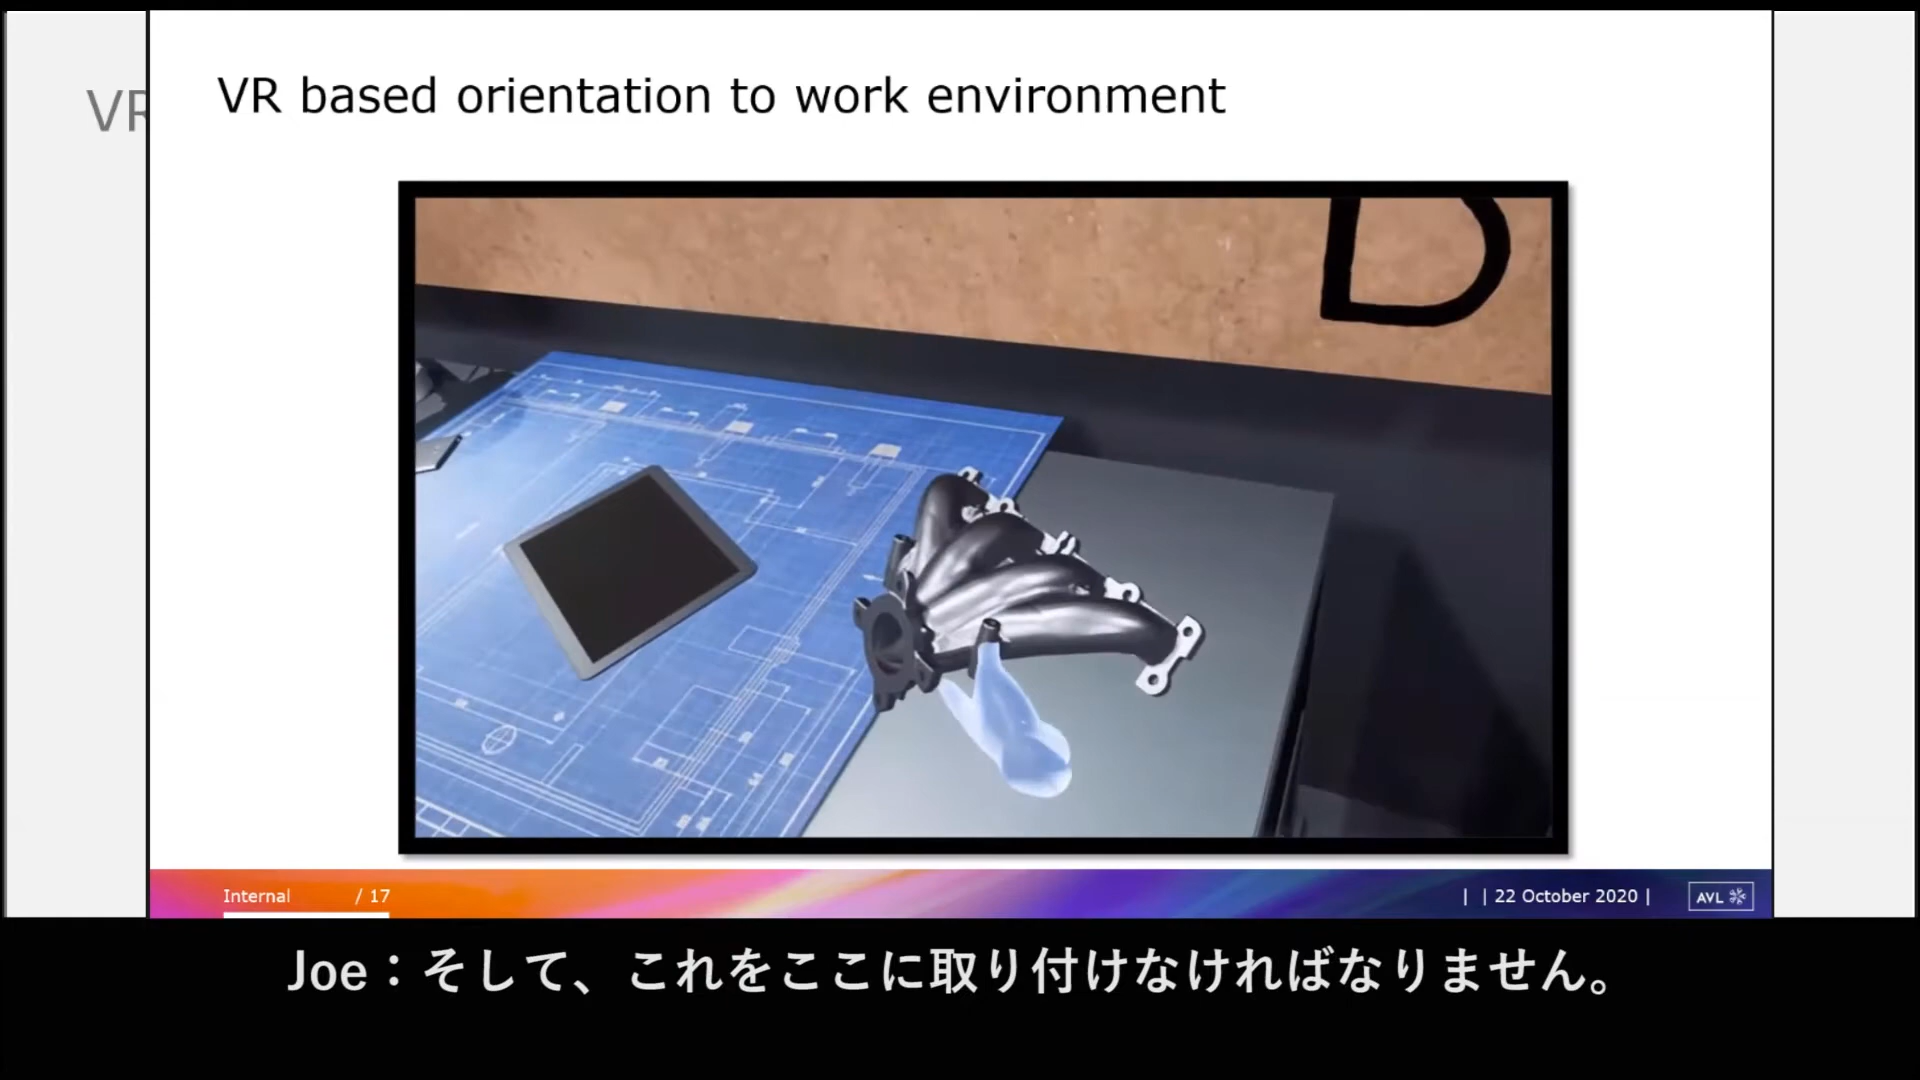 VR
VR based orientation to work environment
B
Internal / 17
| | 22 October 2020 |
AVL
Joe：そして、これをここに取り付けなければなりません。